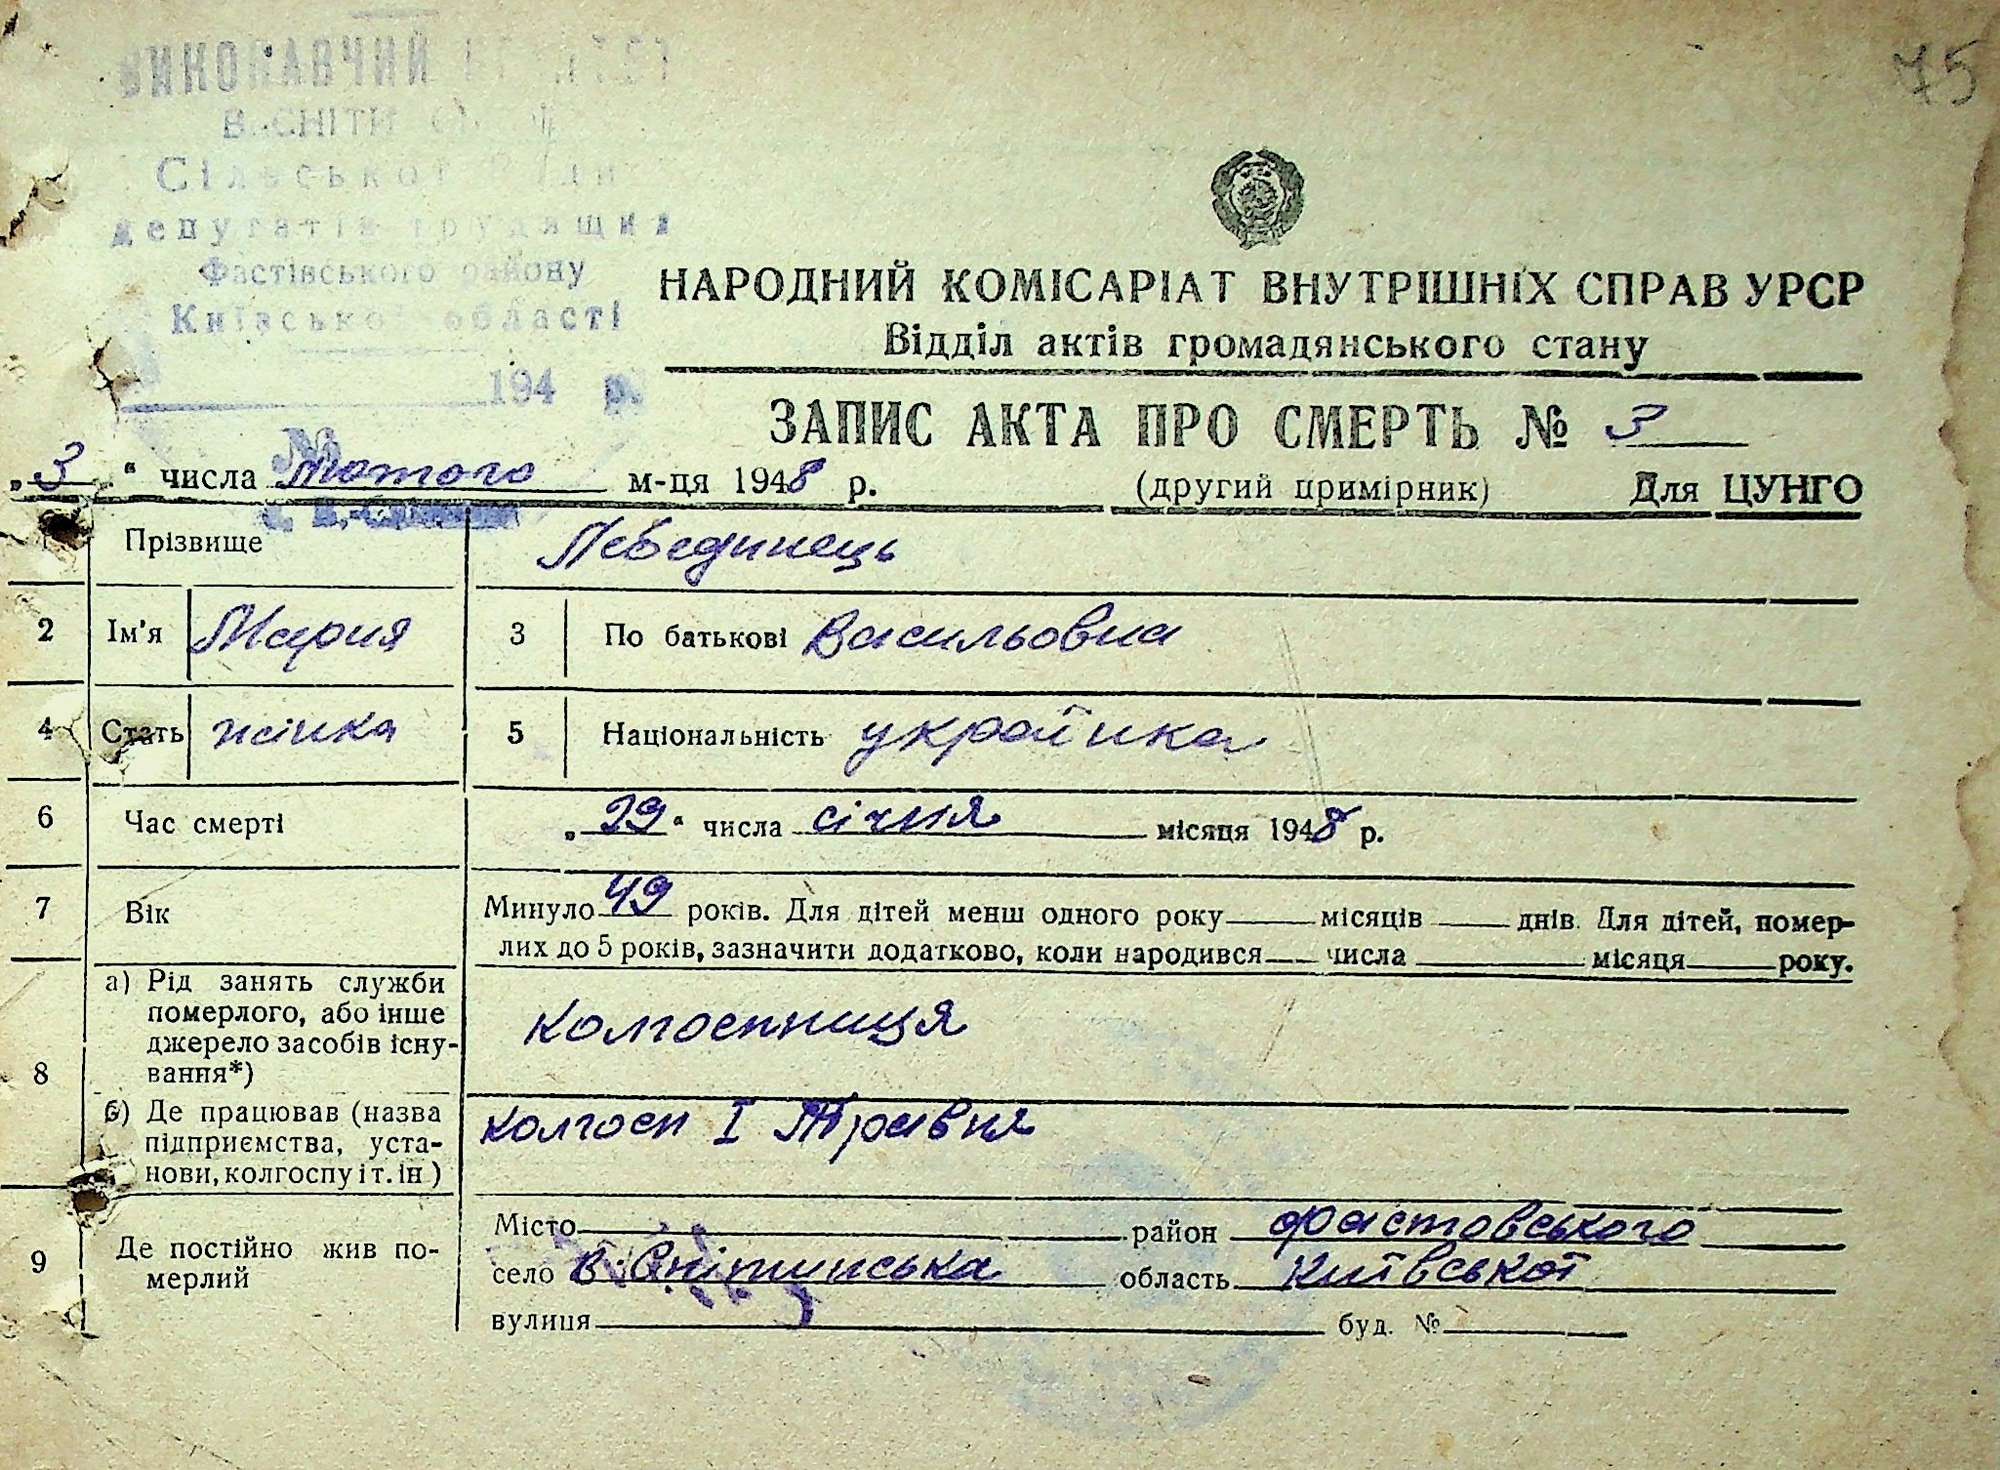 75
ВИКОНАВЧИЙ
Сільської
депутатів трудящих
Фастівського району
Київської області
194 р.
№
НАРОДНИЙ КОМІСАРІАТ ВНУТРІШНІХ СПРАВ УРСР
Відділ актів громадянського стану
ЗАПИС АКТА ПРО СМЕРТЬ № 3
„3“ числа лютого м-ця 1948 р. (другий примірник) Для ЦУНГО
Прізвище Лебединець
2 Ім'я Мария 3 По батькові Васильовна
4 Стать жінка 5 Національність українка
6 Час смерті „29“ числа січня місяця 1948 р.
7 Вік Минуло 49 років. Для дітей менш одного року місяців днів. Для дітей, помер-
лих до 5 років, зазначити додатково, коли народився числа місяця року.
8 а) Рід занять служби
померлого, або інше
джерело засобів існу-
вання*)
колгоспниця
б) Де працював (назва
підприємства, уста-
нови, колгоспу і т. ін )
колгосп I Травня
9 Де постійно жив по-
мерлий
Місто район Фастовського
село В-Снітинська область Київської
вулиця буд. №